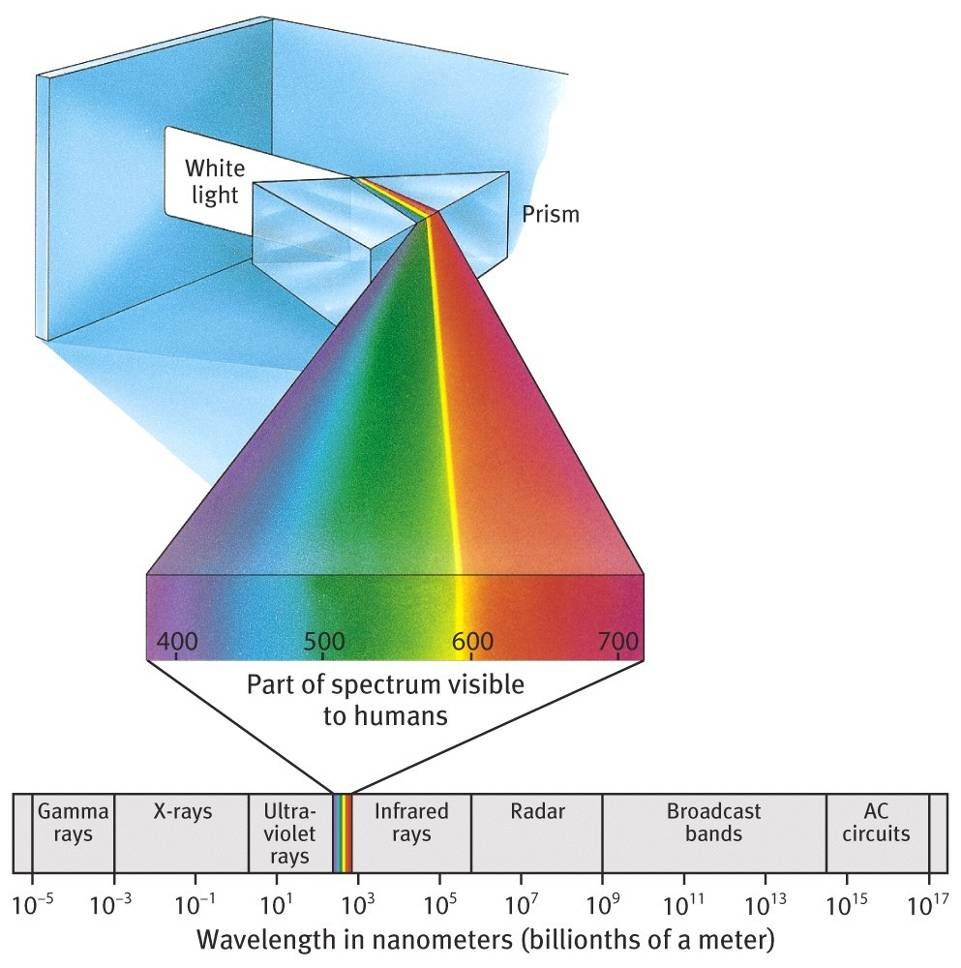 White
light
Prism
400 500 600 700
Part of spectrum visible
to humans
Gamma
rays
X-rays
Ultra-
violet
rays
Infrared
rays
Radar
Broadcast
bands
AC
circuits
10⁻⁵ 10⁻³ 10⁻¹ 10¹ 10³ 10⁵ 10⁷ 10⁹ 10¹¹ 10¹³ 10¹⁵ 10¹⁷
Wavelength in nanometers (billionths of a meter)